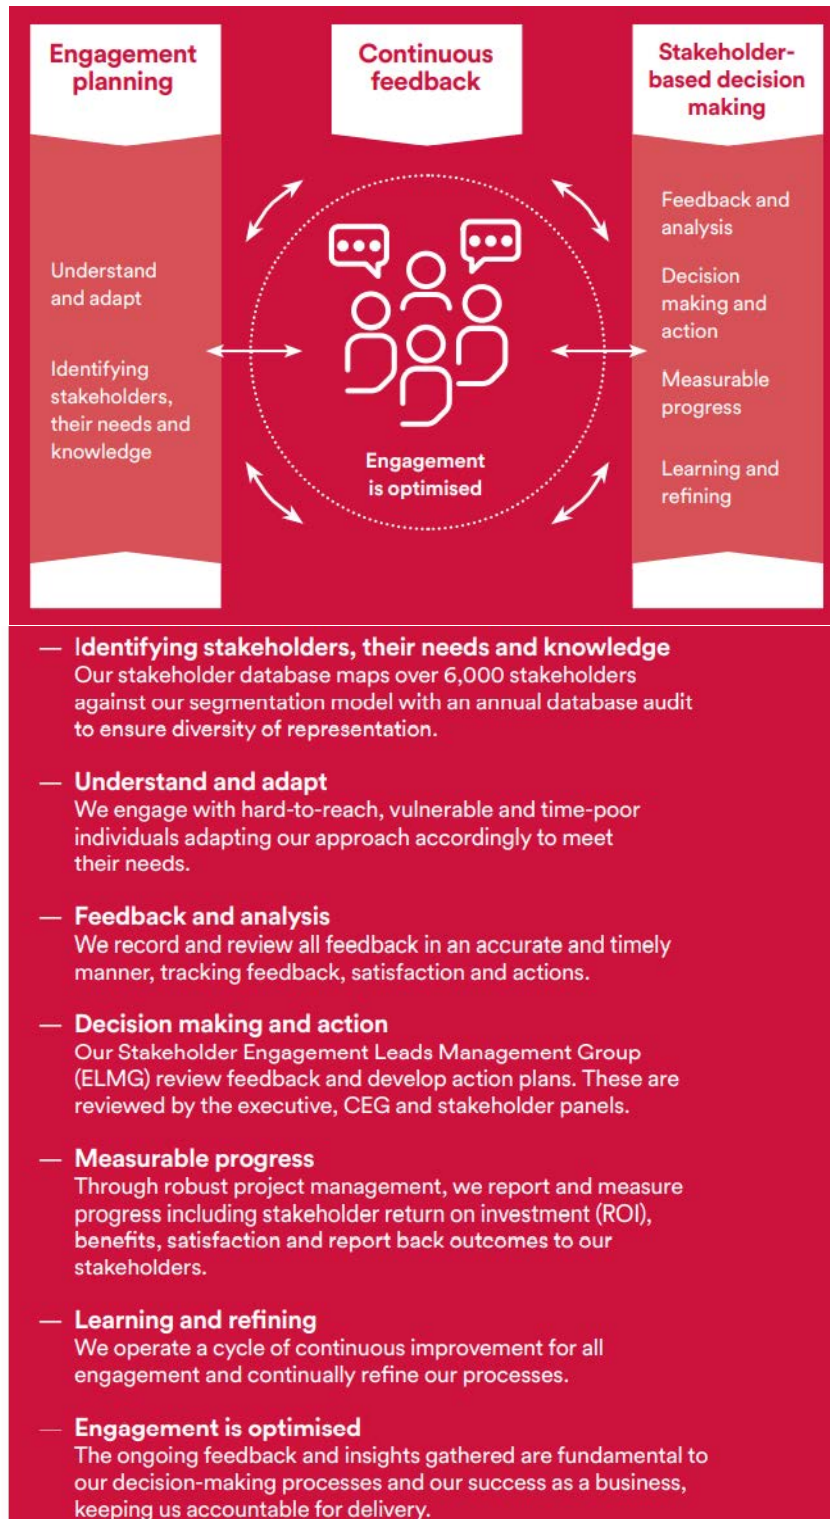 Engagement
planning
Continuous
feedback
Stakeholder-
based decision
making
Understand
and adapt
Identifying
stakeholders,
their needs and
knowledge
Engagement
is optimised
Feedback and
analysis
Decision
making and
action
Measurable
progress
Learning and
refining
— Identifying stakeholders, their needs and knowledge
Our stakeholder database maps over 6,000 stakeholders
against our segmentation model with an annual database audit
to ensure diversity of representation.
— Understand and adapt
We engage with hard-to-reach, vulnerable and time-poor
individuals adapting our approach accordingly to meet
their needs.
— Feedback and analysis
We record and review all feedback in an accurate and timely
manner, tracking feedback, satisfaction and actions.
— Decision making and action
Our Stakeholder Engagement Leads Management Group
(ELMG) review feedback and develop action plans. These are
reviewed by the executive, CEG and stakeholder panels.
— Measurable progress
Through robust project management, we report and measure
progress including stakeholder return on investment (ROI),
benefits, satisfaction and report back outcomes to our
stakeholders.
— Learning and refining
We operate a cycle of continuous improvement for all
engagement and continually refine our processes.
— Engagement is optimised
The ongoing feedback and insights gathered are fundamental to
our decision-making processes and our success as a business,
keeping us accountable for delivery.